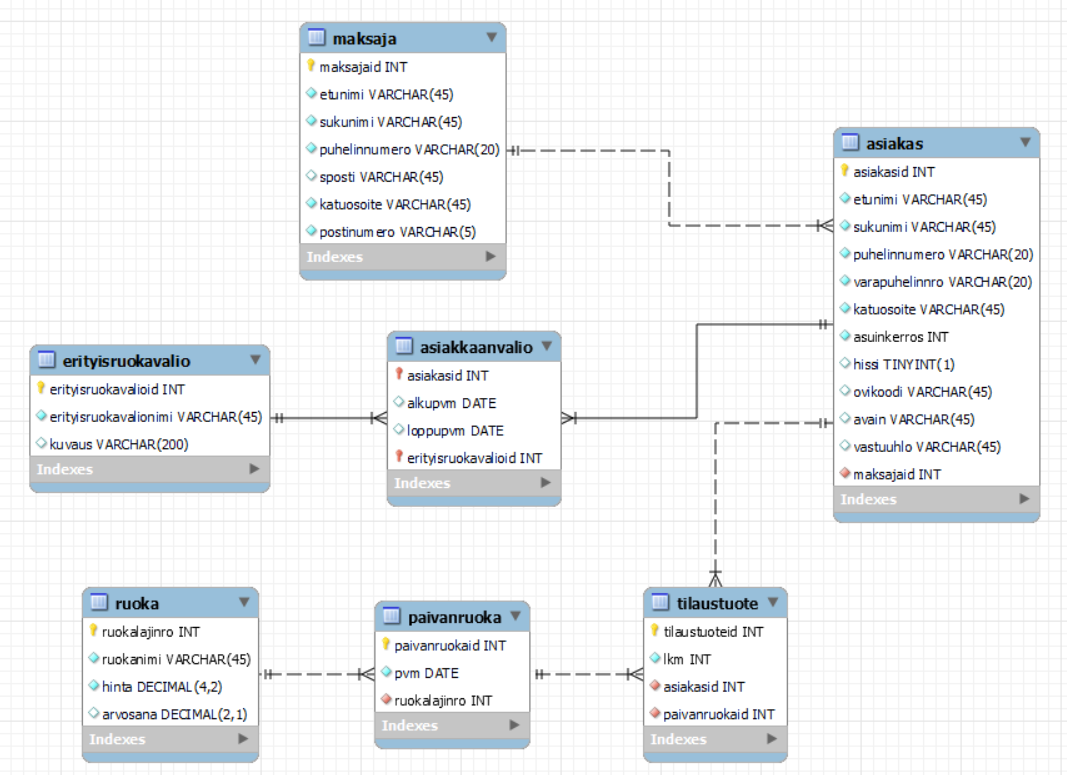 maksaja
maksajaid INT
etunimi VARCHAR(45)
sukunimi VARCHAR(45)
puhelinnumero VARCHAR(20)
sposti VARCHAR(45)
katuosoite VARCHAR(45)
postinumero VARCHAR(5)
Indexes
asiakas
asiakasid INT
etunimi VARCHAR(45)
sukunimi VARCHAR(45)
puhelinnumero VARCHAR(20)
varapuhelinnro VARCHAR(20)
katuosoite VARCHAR(45)
asuinkerros INT
hissi TINYINT(1)
ovikoodi VARCHAR(45)
avain VARCHAR(45)
vastuuhlo VARCHAR(45)
maksajaid INT
Indexes
erityisruokavalio
erityisruokavalioid INT
erityisruokavalionimi VARCHAR(45)
kuvaus VARCHAR(200)
Indexes
asiakkaanvalio
asiakasid INT
alkupvm DATE
loppupvm DATE
erityisruokavalioid INT
Indexes
ruoka
ruokalajinro INT
ruokanimi VARCHAR(45)
hinta DECIMAL(4,2)
arvosana DECIMAL(2,1)
Indexes
paivanruoka
paivanruokaid INT
pvm DATE
ruokalajinro INT
Indexes
tilaustuote
tilaustuoteid INT
lkm INT
asiakasid INT
paivanruokaid INT
Indexes